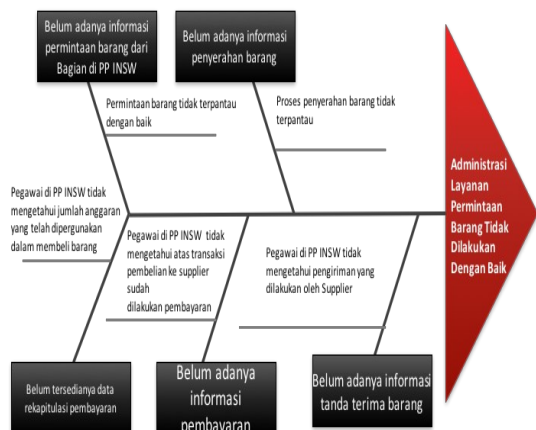 Belum adanya informasi
permintaan barang dari
Bagian di PP INSW
Belum adanya informasi
penyerahan barang
Permintaan barang tidak terpantau
dengan baik
Proses penyerahan barang tidak
terpantau
Administrasi
Layanan
Permintaan
Barang Tidak
Dilakukan
Dengan Baik
Pegawai di PP INSW tidak
mengetahui jumlah anggaran
yang telah dipergunakan
dalam membeli barang
Pegawai di PP INSW  tidak
mengetahui atas transaksi
pembelian ke supplier
sudah
dilakukan pembayaran
Pegawai di PP INSW tidak
mengetahui pengiriman yang
dilakukan oleh Supplier
Belum tersedianya data
rekapitulasi pembayaran
Belum adanya
informasi
pembayaran
Belum adanya informasi
tanda terima barang